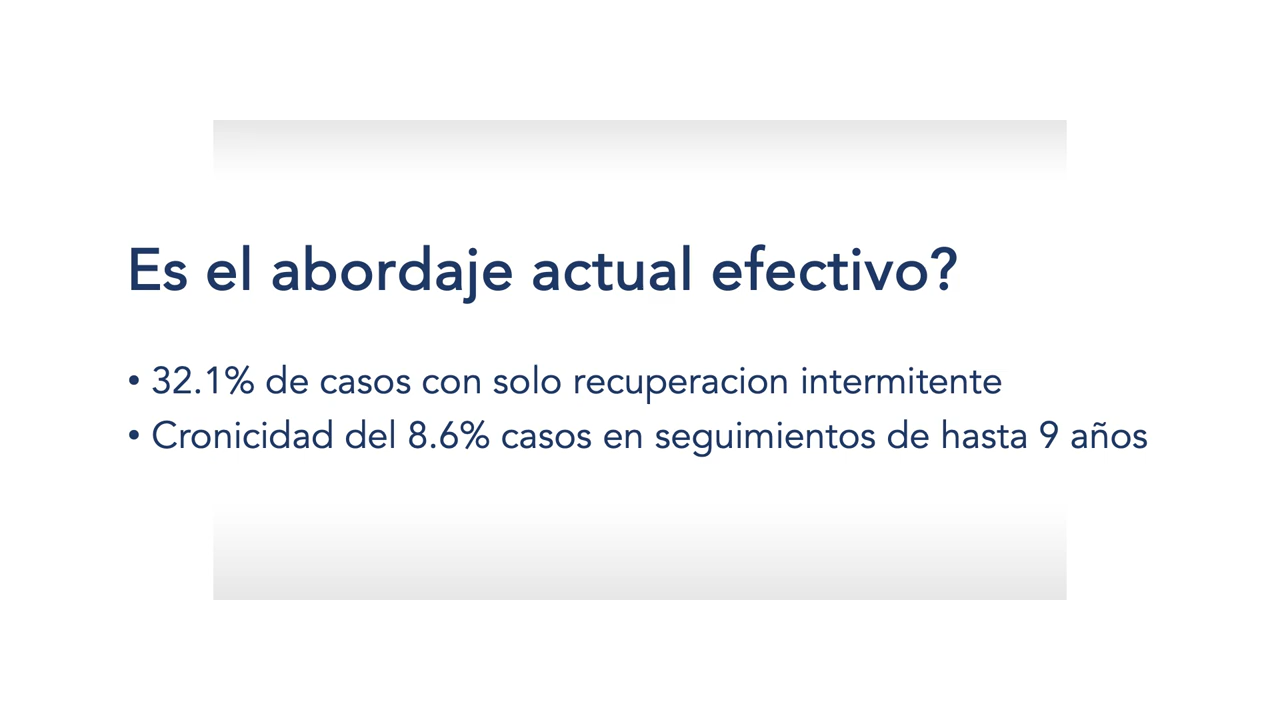 Es el abordaje actual efectivo?
• 32.1% de casos con solo recuperacion intermitente
• Cronicidad del 8.6% casos en seguimientos de hasta 9 años